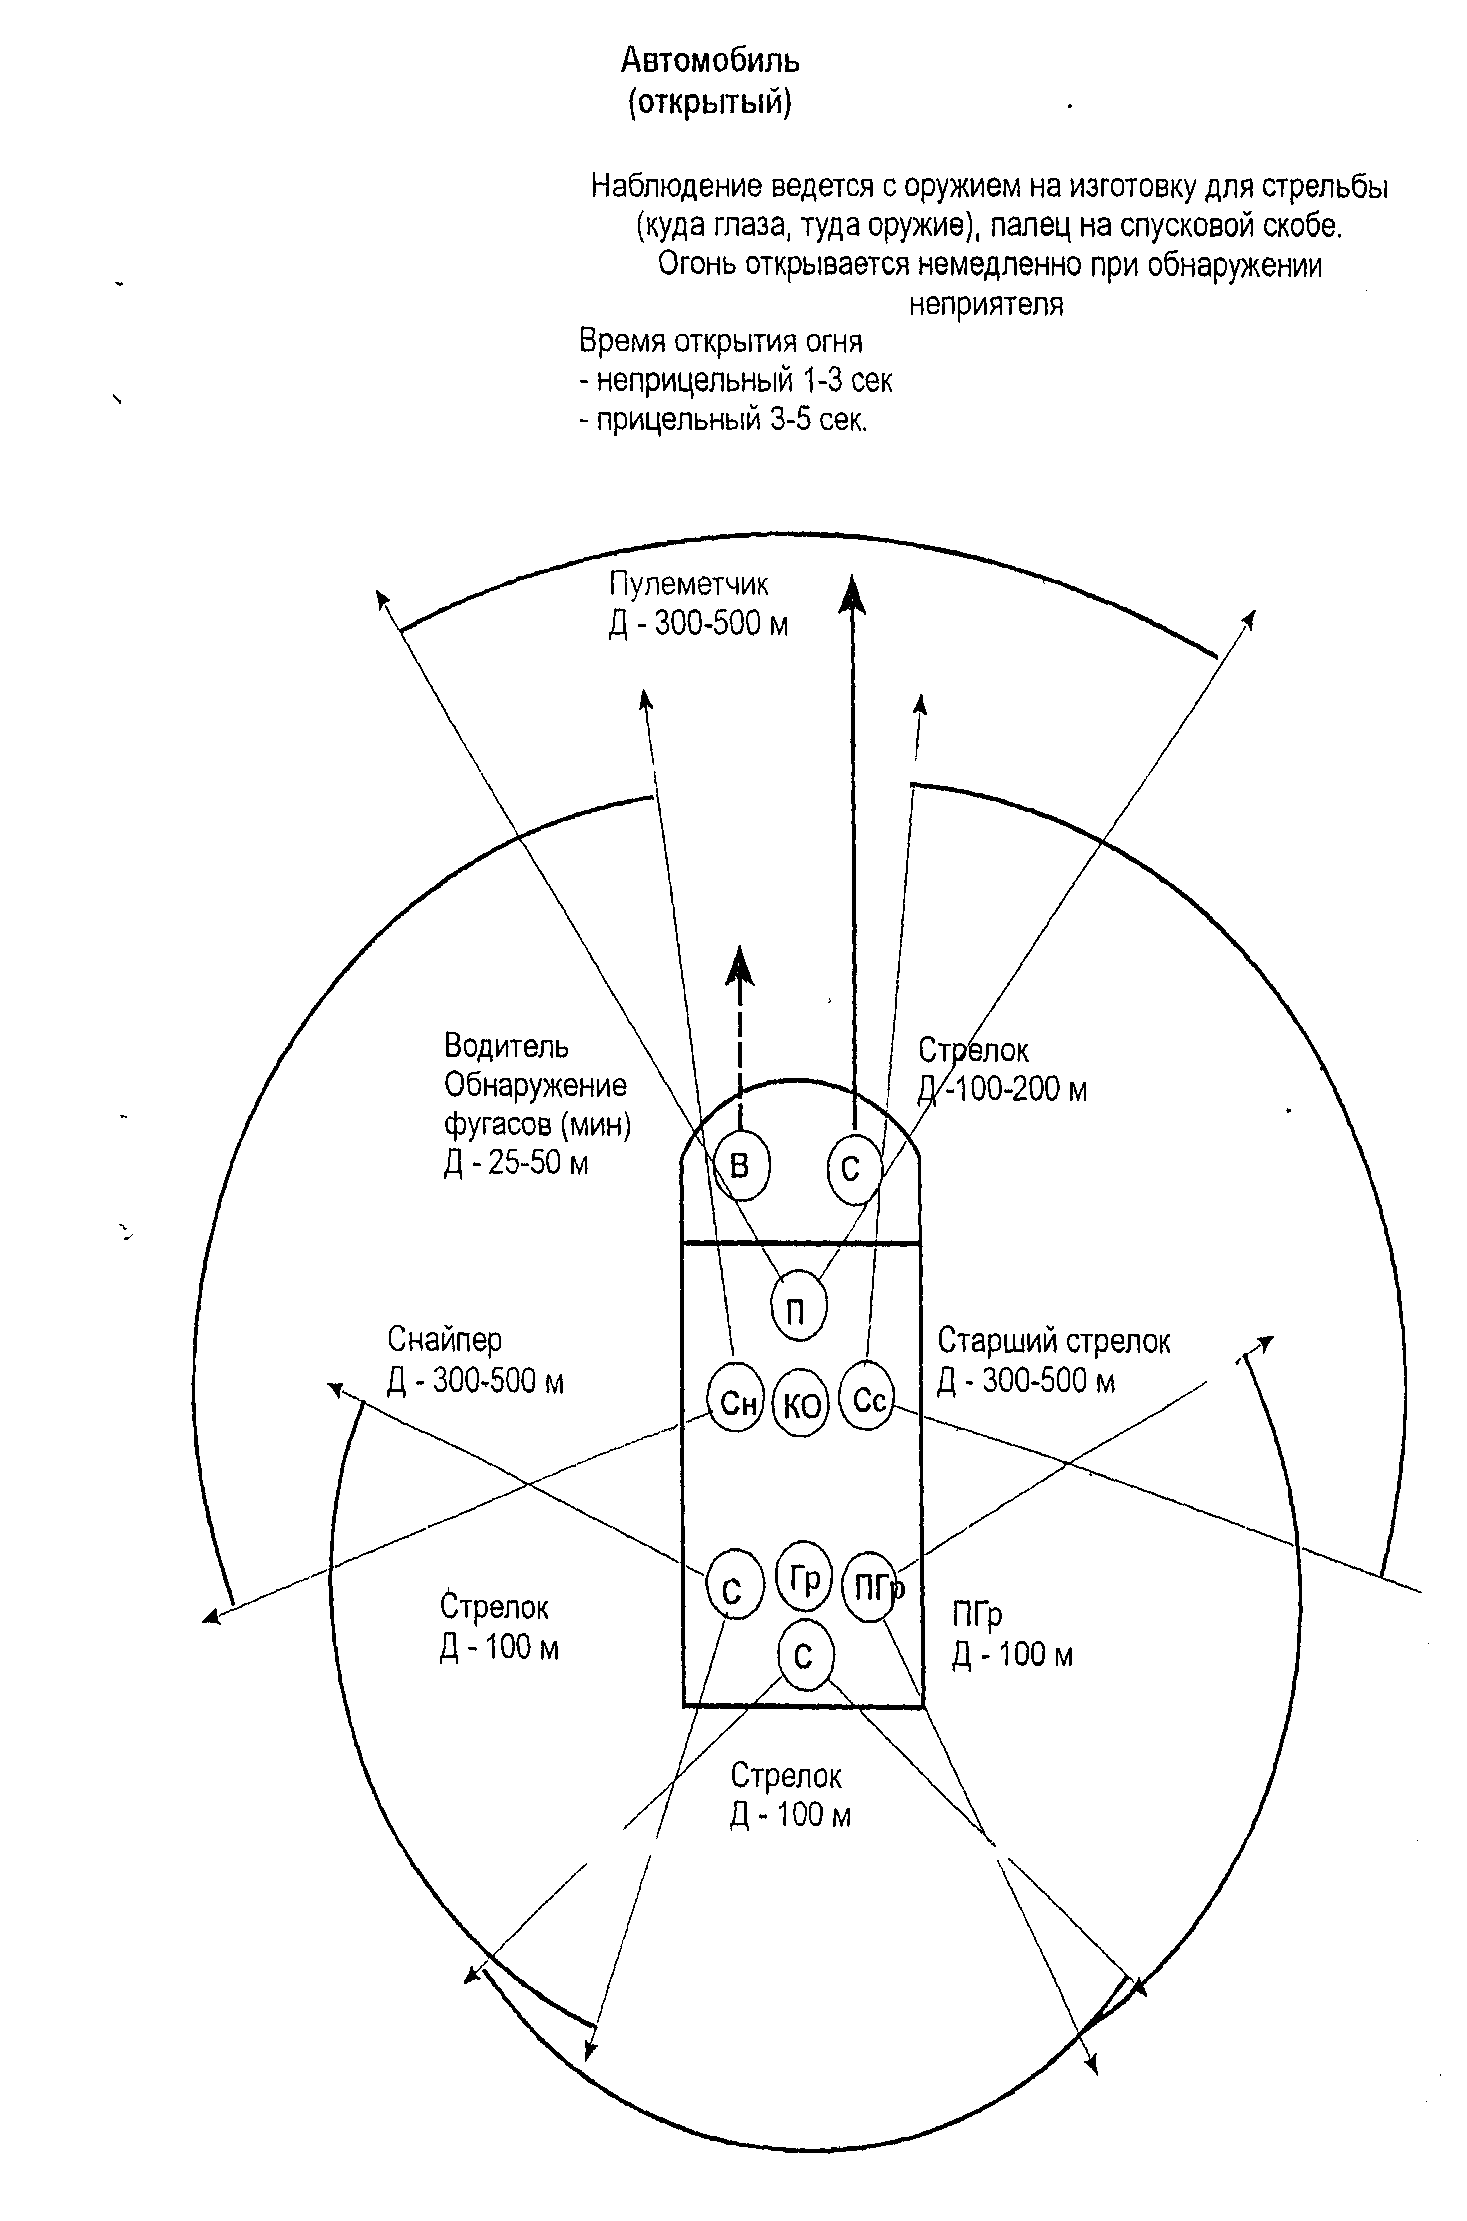 Автомобиль
(открытый)
Наблюдение ведется с оружием на изготовку для стрельбы
(куда глаза, туда оружие), палец на спусковой скобе.
Огонь открывается немедленно при обнаружении
неприятеля
Время открытия огня
- неприцельный 1-3 сек
- прицельный 3-5 сек.
Пулеметчик
Д - 300-500 м
Водитель
Обнаружение
фугасов (мин)
Д - 25-50 м
Стрелок
Д -100-200 м
В
С
П
Снайпер
Д - 300-500 м
Старший стрелок
Д - 300-500 м
Сн
КО
Сс
С
Гр
ПГр
Стрелок
Д - 100 м
ПГр
Д - 100 м
С
Стрелок
Д - 100 м